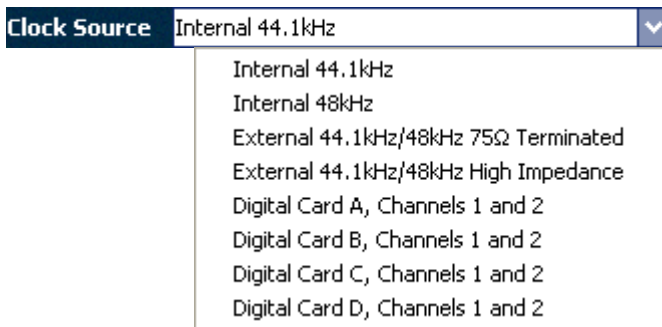 Clock Source Internal 44.1kHz
Internal 44.1kHz
Internal 48kHz
External 44.1kHz/48kHz 75Ω Terminated
External 44.1kHz/48kHz High Impedance
Digital Card A, Channels 1 and 2
Digital Card B, Channels 1 and 2
Digital Card C, Channels 1 and 2
Digital Card D, Channels 1 and 2